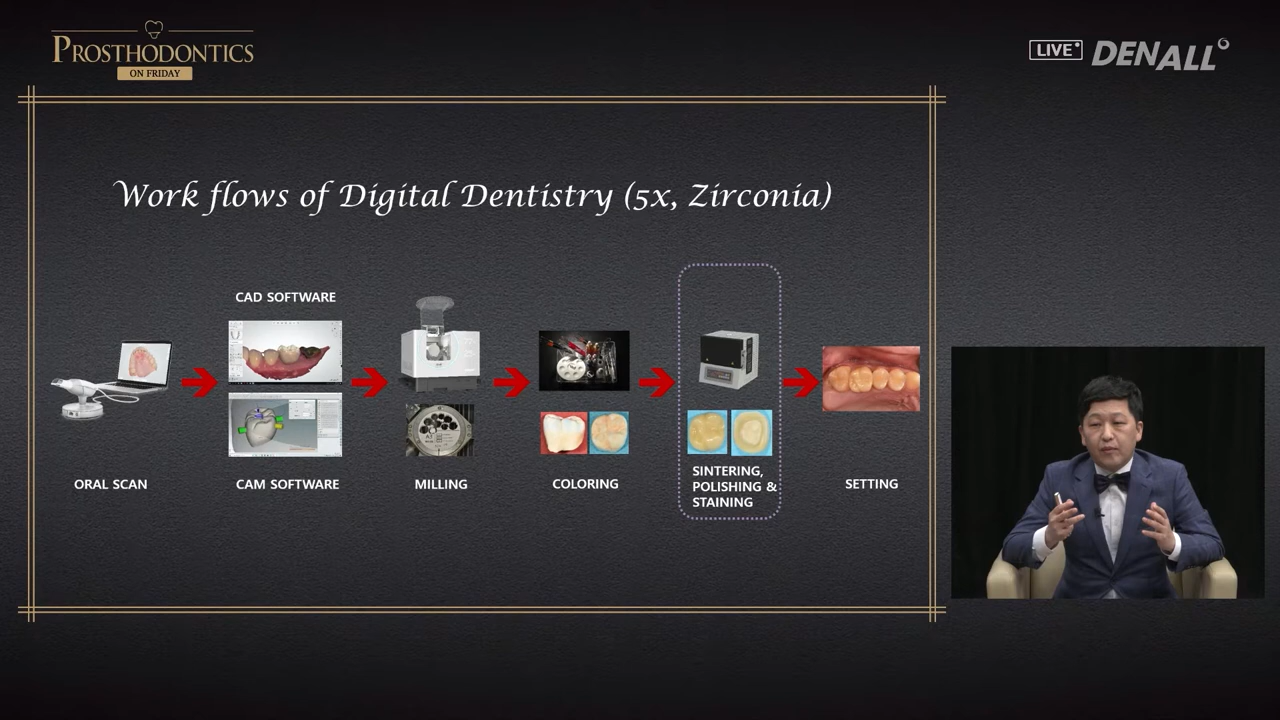 PROSTHODONTICS
ON FRIDAY
LIVE
DENALL
Work flows of Digital Dentistry (5x, Zirconia)
CAD SOFTWARE
ORAL SCAN
CAM SOFTWARE
MILLING
COLORING
SINTERING,
POLISHING &
STAINING
SETTING